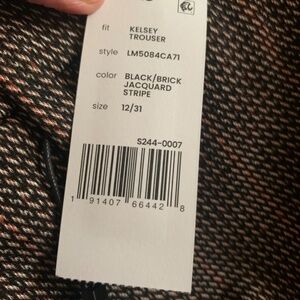 fit KELSEY
TROUSER
style LM5084CA71
color BLACK/BRICK
JACQUARD
STRIPE
size 12/31
S244-0007
1 91407 66442 8